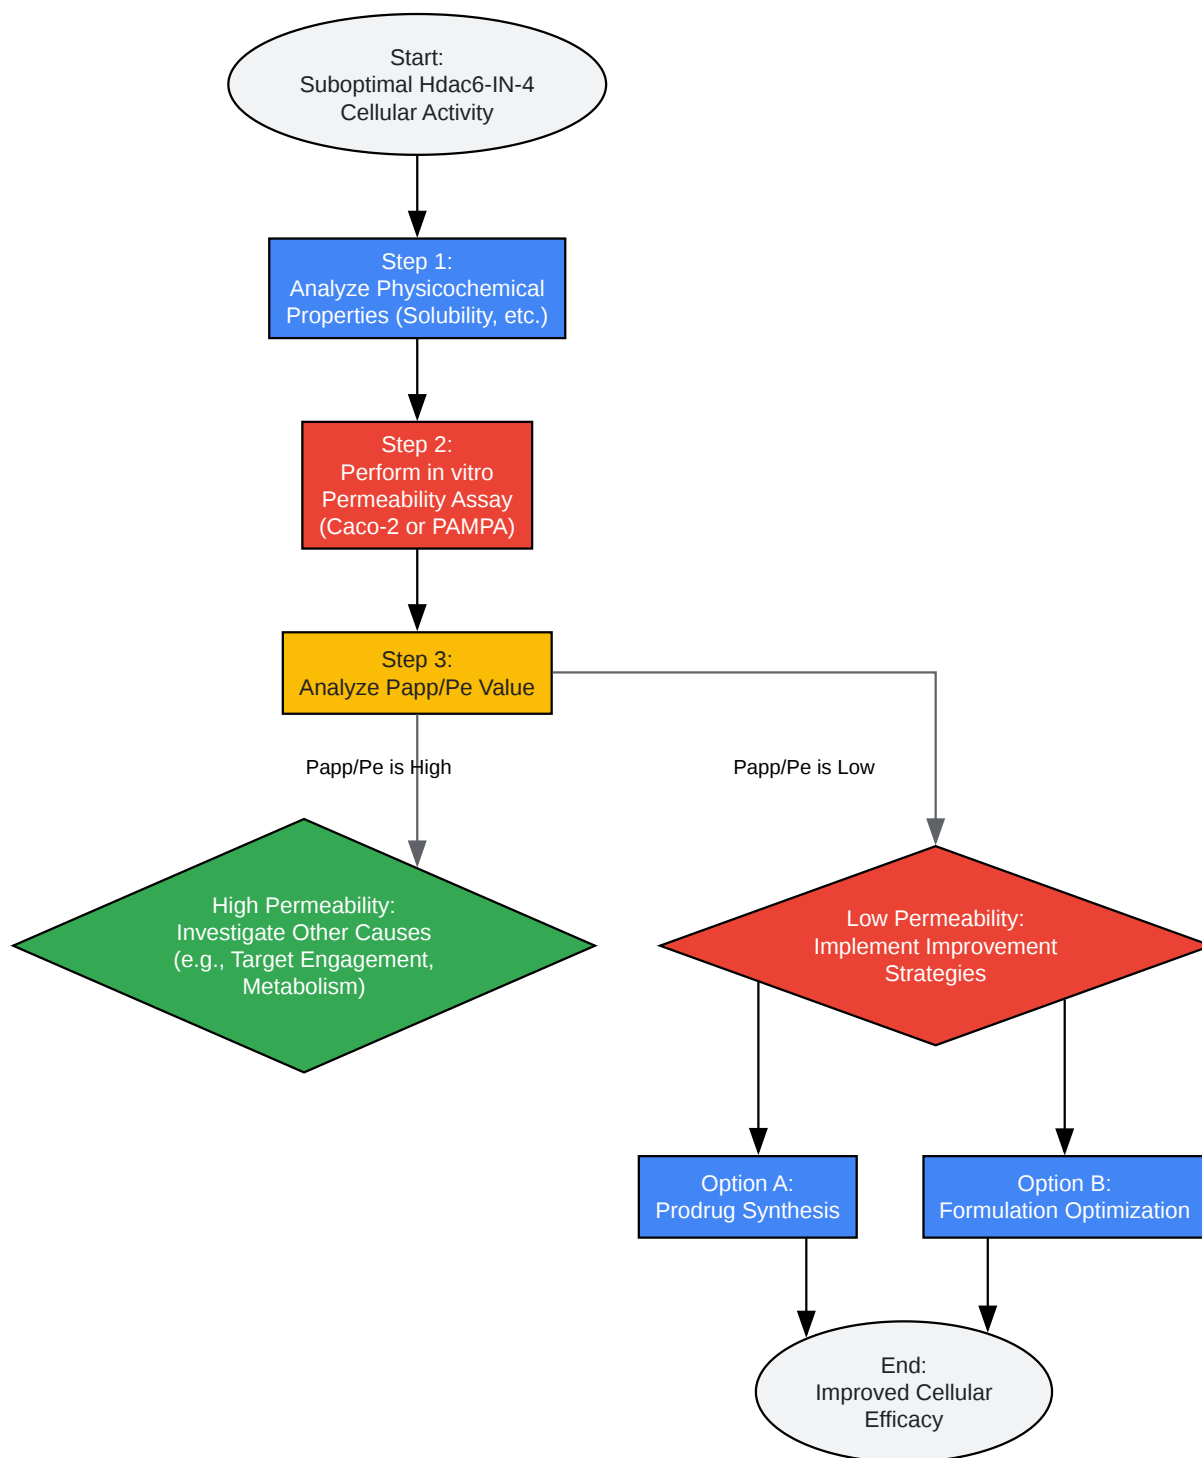 Start:
Suboptimal Hdac6-IN-4
Cellular Activity
Step 1:
Analyze Physicochemical
Properties (Solubility, etc.)
Step 2:
Perform in vitro
Permeability Assay
(Caco-2 or PAMPA)
Step 3:
Analyze Papp/Pe Value
Papp/Pe is High
Papp/Pe is Low
High Permeability:
Investigate Other Causes
(e.g., Target Engagement,
Metabolism)
Low Permeability:
Implement Improvement
Strategies
Option A:
Prodrug Synthesis
Option B:
Formulation Optimization
End:
Improved Cellular
Efficacy